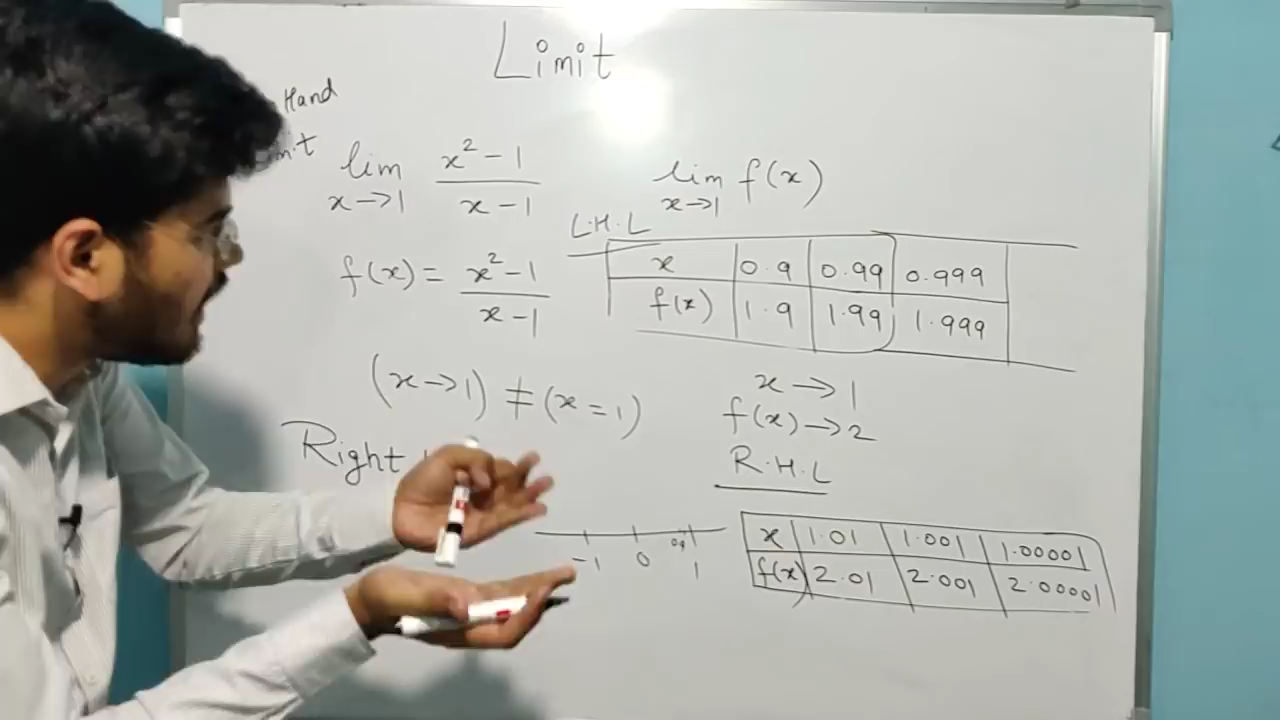 Limit
Hand
lim x→1 (x² - 1)/(x - 1)
lim x→1 f(x)
L.H.L
x 0.9 0.99 0.999
f(x) 1.9 1.99 1.999
f(x) = (x² - 1)/(x - 1)
(x→1) ≠ (x = 1)
x → 1
f(x) → 2
Right
R.H.L
-1 0 0.9 1
x 1.01 1.001 1.00001
f(x) 2.01 2.001 2.00001